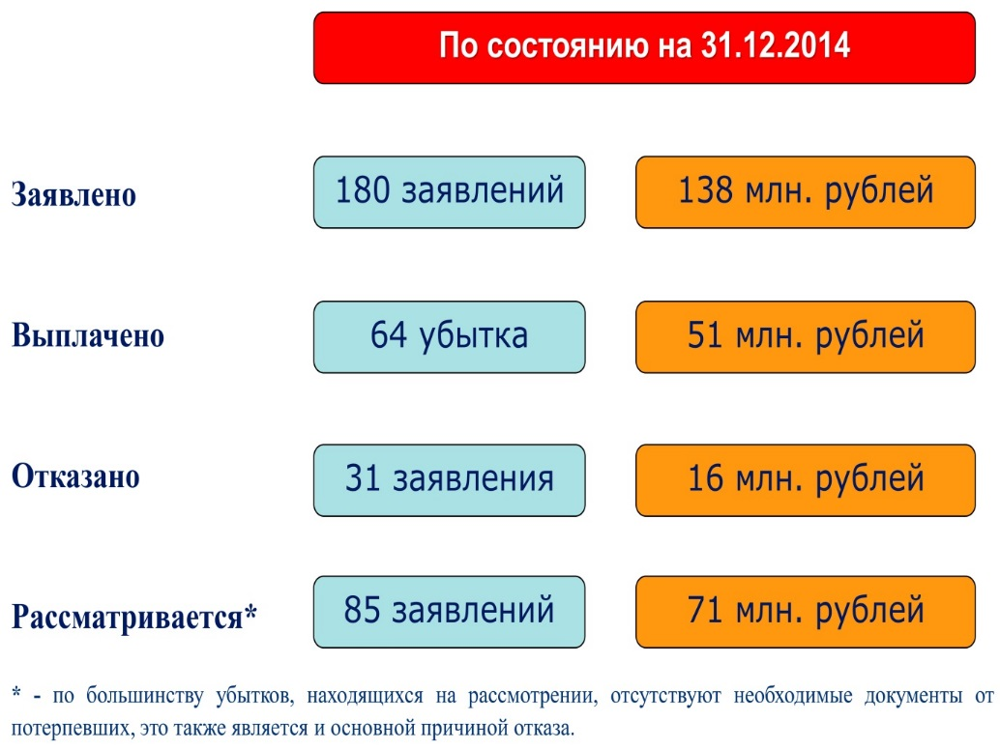 По состоянию на 31.12.2014
Заявлено 180 заявлений 138 млн. рублей
Выплачено 64 убытка 51 млн. рублей
Отказано 31 заявления 16 млн. рублей
Рассматривается* 85 заявлений 71 млн. рублей
* - по большинству убытков, находящихся на рассмотрении, отсутствуют необходимые документы от
потерпевших, это также является и основной причиной отказа.